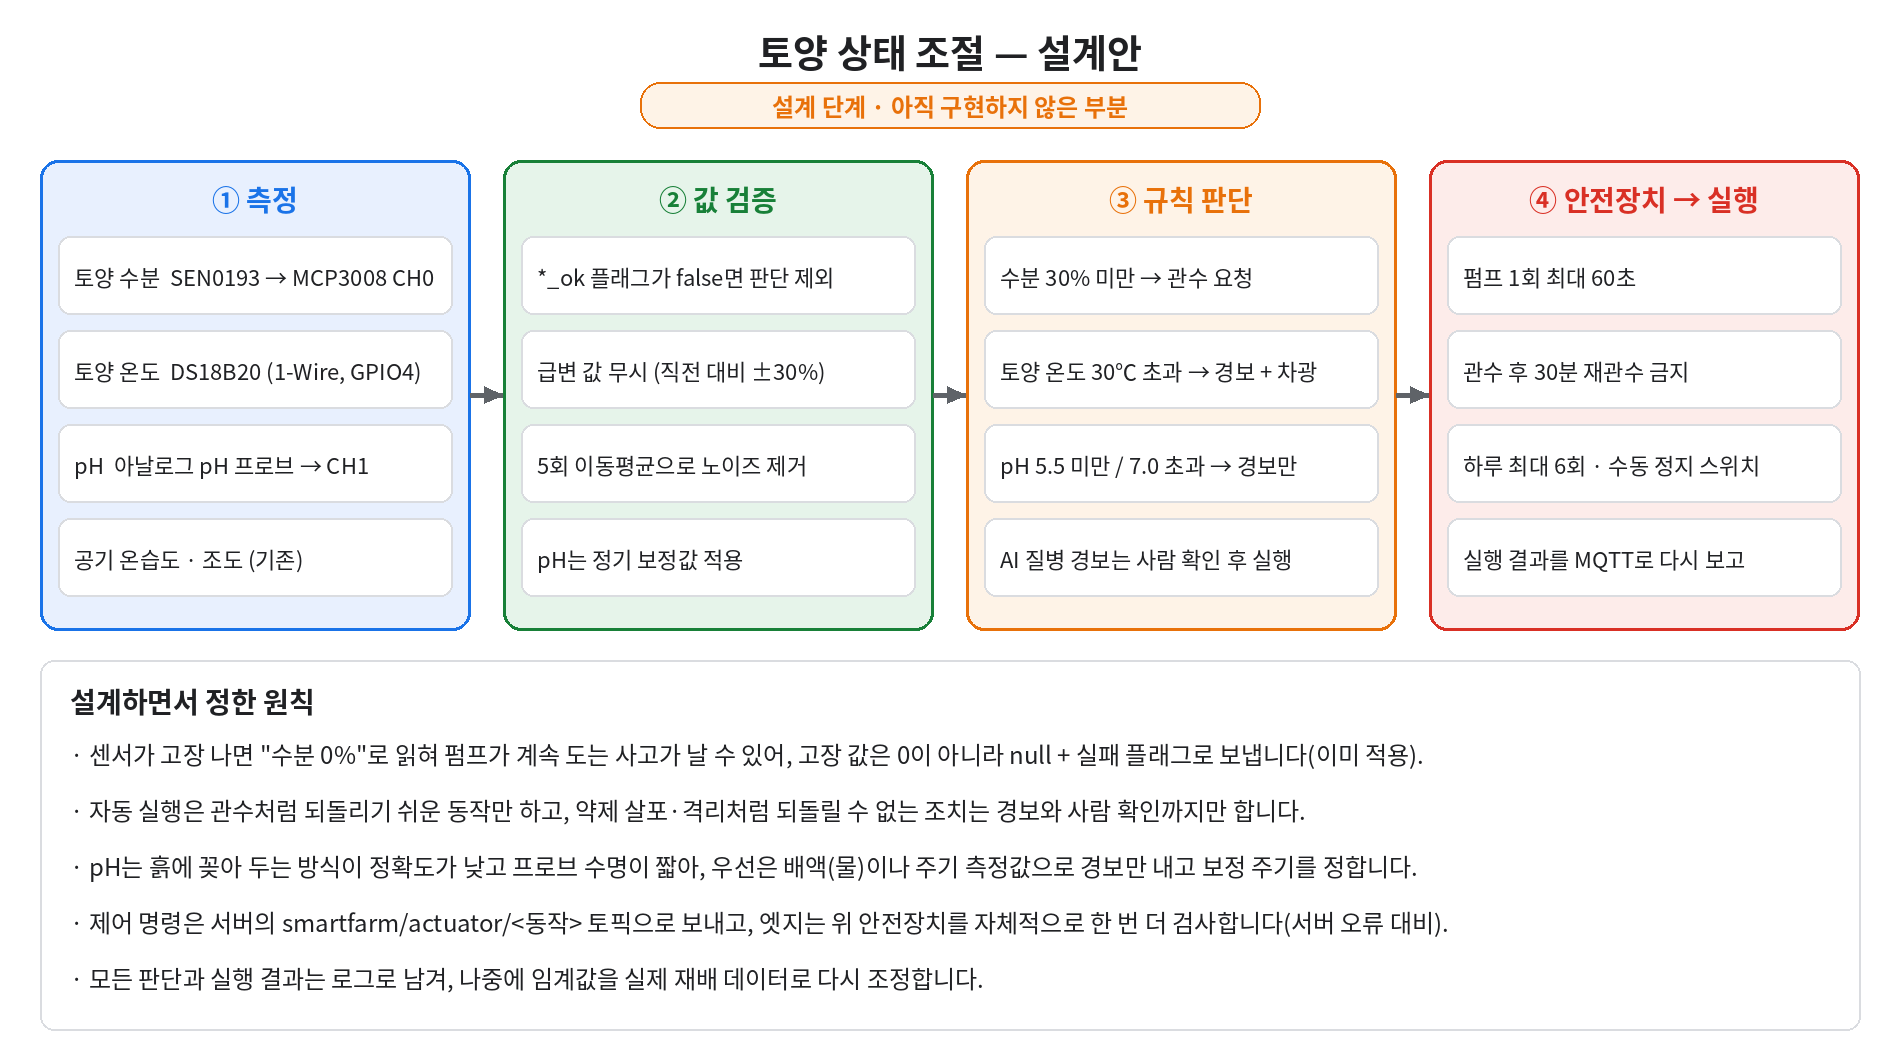 토양 상태 조절 — 설계안
설계 단계 · 아직 구현하지 않은 부분
① 측정
토양 수분  SEN0193 → MCP3008 CH0
토양 온도  DS18B20 (1-Wire, GPIO4)
pH  아날로그 pH 프로브 → CH1
공기 온습도 · 조도 (기존)
② 값 검증
*_ok 플래그가 false면 판단 제외
급변 값 무시 (직전 대비 ±30%)
5회 이동평균으로 노이즈 제거
pH는 정기 보정값 적용
③ 규칙 판단
수분 30% 미만 → 관수 요청
토양 온도 30℃ 초과 → 경보 + 차광
pH 5.5 미만 / 7.0 초과 → 경보만
AI 질병 경보는 사람 확인 후 실행
④ 안전장치 → 실행
펌프 1회 최대 60초
관수 후 30분 재관수 금지
하루 최대 6회 · 수동 정지 스위치
실행 결과를 MQTT로 다시 보고
설계하면서 정한 원칙
· 센서가 고장 나면 "수분 0%"로 읽혀 펌프가 계속 도는 사고가 날 수 있어, 고장 값은 0이 아니라 null + 실패 플래그로 보냅니다(이미 적용).
· 자동 실행은 관수처럼 되돌리기 쉬운 동작만 하고, 약제 살포·격리처럼 되돌릴 수 없는 조치는 경보와 사람 확인까지만 합니다.
· pH는 흙에 꽂아 두는 방식이 정확도가 낮고 프로브 수명이 짧아, 우선은 배액(물)이나 주기 측정값으로 경보만 내고 보정 주기를 정합니다.
· 제어 명령은 서버의 smartfarm/actuator/<동작> 토픽으로 보내고, 엣지는 위 안전장치를 자체적으로 한 번 더 검사합니다(서버 오류 대비).
· 모든 판단과 실행 결과는 로그로 남겨, 나중에 임계값을 실제 재배 데이터로 다시 조정합니다.